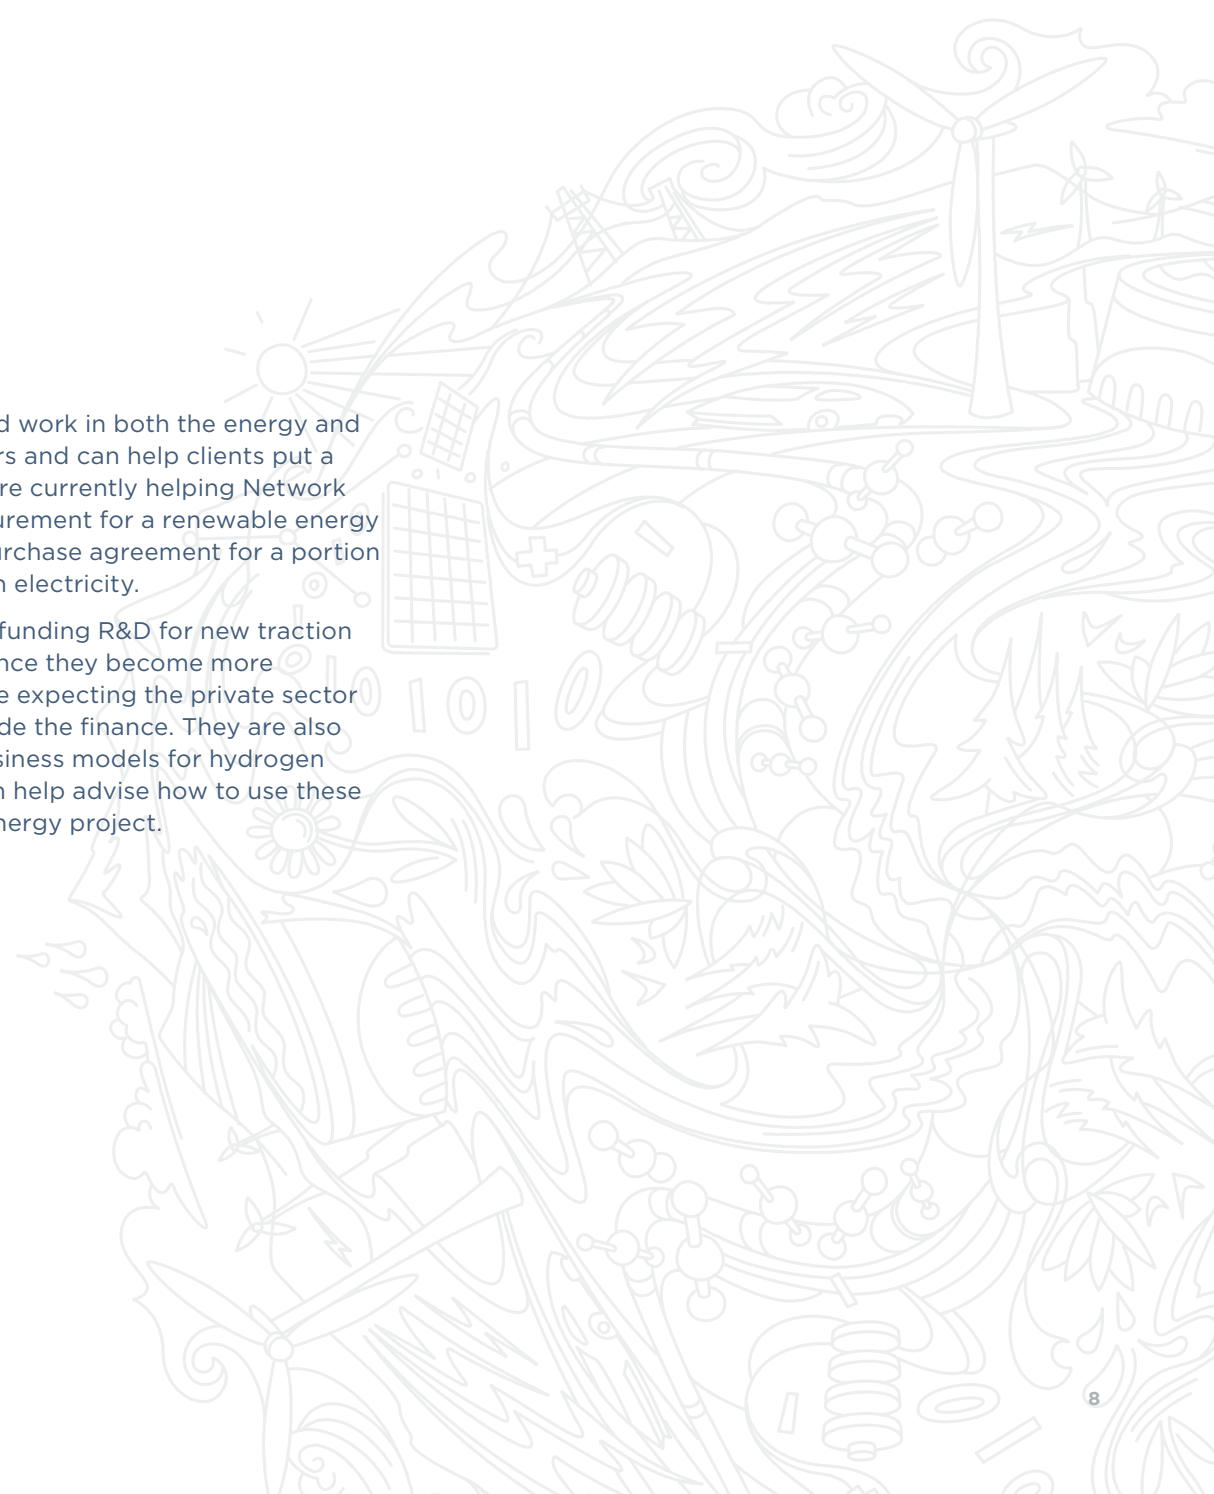 d work in both the energy and
rs and can help clients put a
re currently helping Network
urement for a renewable energy
urchase agreement for a portion
n electricity.
funding R&D for new traction
nce they become more
e expecting the private sector
de the finance. They are also
siness models for hydrogen
n help advise how to use these
nergy project.
8